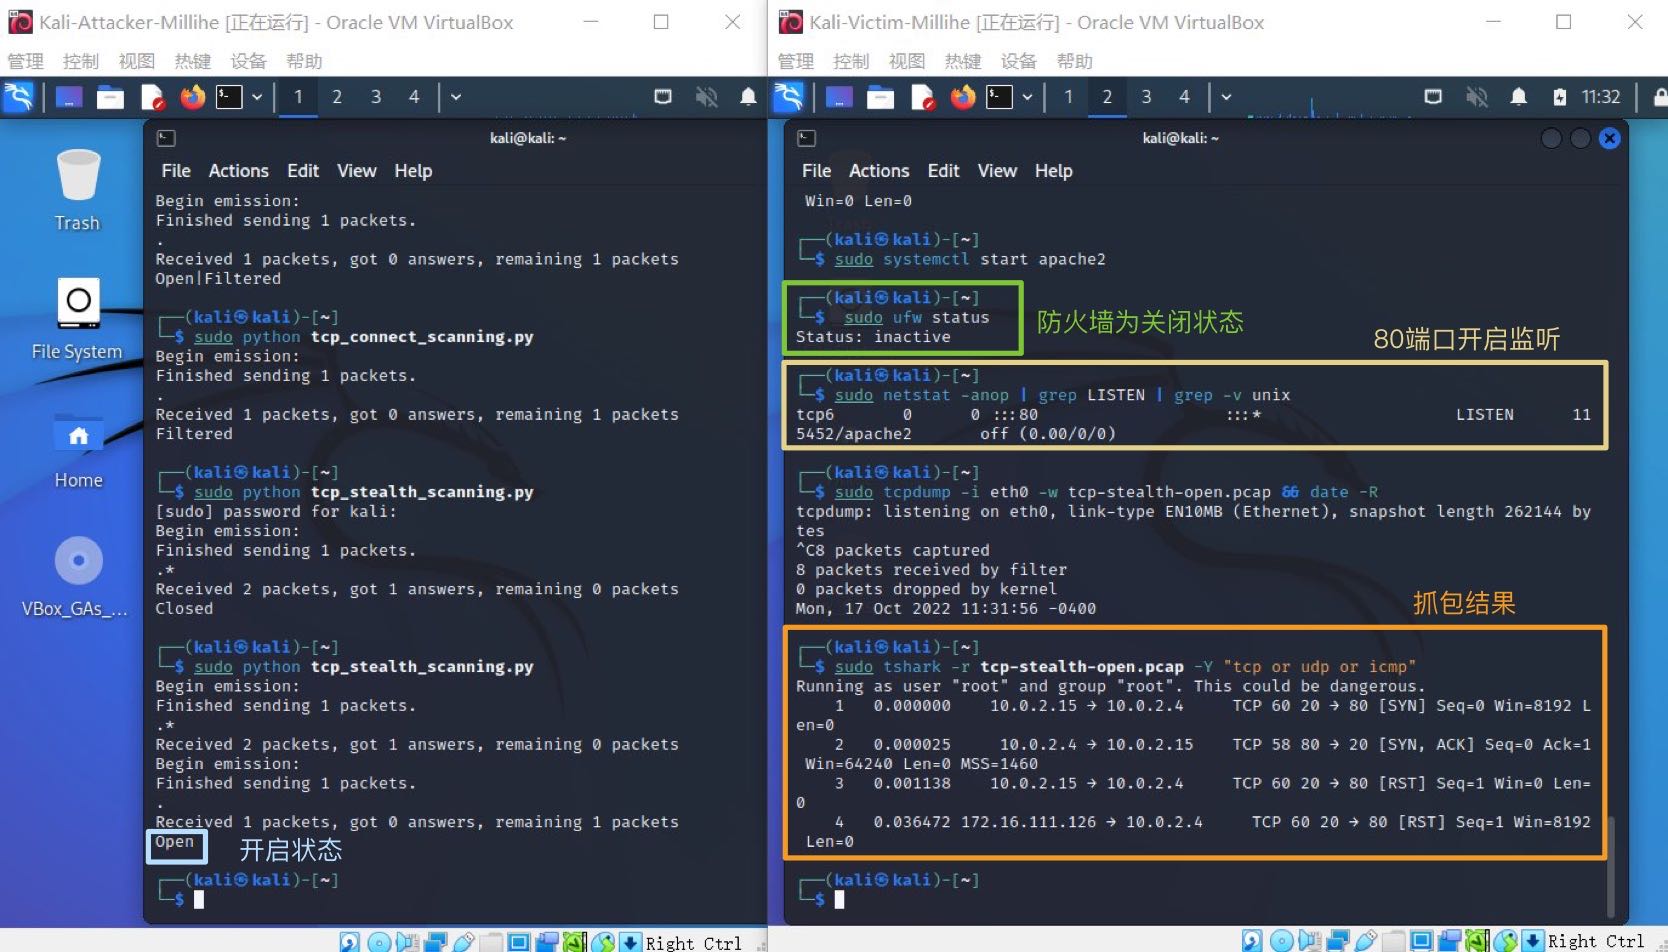 Kali-Attacker-Millihe [正在运行] - Oracle VM VirtualBox
管理 控制 视图 热键 设备 帮助
1 2 3 4
Trash
File System
Home
VBox_GAs_...
kali@kali: ~
File Actions Edit View Help
Begin emission:
Finished sending 1 packets.
.
Received 1 packets, got 0 answers, remaining 1 packets
Open|Filtered
┌──(kali㉿kali)-[~]
└─$ sudo python tcp_connect_scanning.py
Begin emission:
Finished sending 1 packets.
.
Received 1 packets, got 0 answers, remaining 1 packets
Filtered
┌──(kali㉿kali)-[~]
└─$ sudo python tcp_stealth_scanning.py
[sudo] password for kali:
Begin emission:
Finished sending 1 packets.
.*
Received 2 packets, got 1 answers, remaining 0 packets
Closed
┌──(kali㉿kali)-[~]
└─$ sudo python tcp_stealth_scanning.py
Begin emission:
Finished sending 1 packets.
.*
Received 2 packets, got 1 answers, remaining 0 packets
Begin emission:
Finished sending 1 packets.
.
Received 1 packets, got 0 answers, remaining 1 packets
Open 开启状态
┌──(kali㉿kali)-[~]
└─$
Right Ctrl
Kali-Victim-Millihe [正在运行] - Oracle VM VirtualBox
管理 控制 视图 热键 设备 帮助
1 2 3 4 11:32
kali@kali: ~
File Actions Edit View Help
Win=0 Len=0
┌──(kali㉿kali)-[~]
└─$ sudo systemctl start apache2
┌──(kali㉿kali)-[~]
└─$ sudo ufw status
Status: inactive
防火墙为关闭状态
80端口开启监听
┌──(kali㉿kali)-[~]
└─$ sudo netstat -anop | grep LISTEN | grep -v unix
tcp6 0 0 :::80 :::* LISTEN 11
5452/apache2 off (0.00/0/0)
┌──(kali㉿kali)-[~]
└─$ sudo tcpdump -i eth0 -w tcp-stealth-open.pcap && date -R
tcpdump: listening on eth0, link-type EN10MB (Ethernet), snapshot length 262144 by
tes
^C8 packets captured
8 packets received by filter
0 packets dropped by kernel
Mon, 17 Oct 2022 11:31:56 -0400
抓包结果
┌──(kali㉿kali)-[~]
└─$ sudo tshark -r tcp-stealth-open.pcap -Y "tcp or udp or icmp"
Running as user "root" and group "root". This could be dangerous.
1 0.000000 10.0.2.15 → 10.0.2.4 TCP 60 20 → 80 [SYN] Seq=0 Win=8192 L
en=0
2 0.000025 10.0.2.4 → 10.0.2.15 TCP 58 80 → 20 [SYN, ACK] Seq=0 Ack=1
Win=64240 Len=0 MSS=1460
3 0.001138 10.0.2.15 → 10.0.2.4 TCP 60 20 → 80 [RST] Seq=1 Win=0 Len=
0
4 0.036472 172.16.111.126 → 10.0.2.4 TCP 60 20 → 80 [RST] Seq=1 Win=8192
Len=0
┌──(kali㉿kali)-[~]
└─$
Right Ctrl